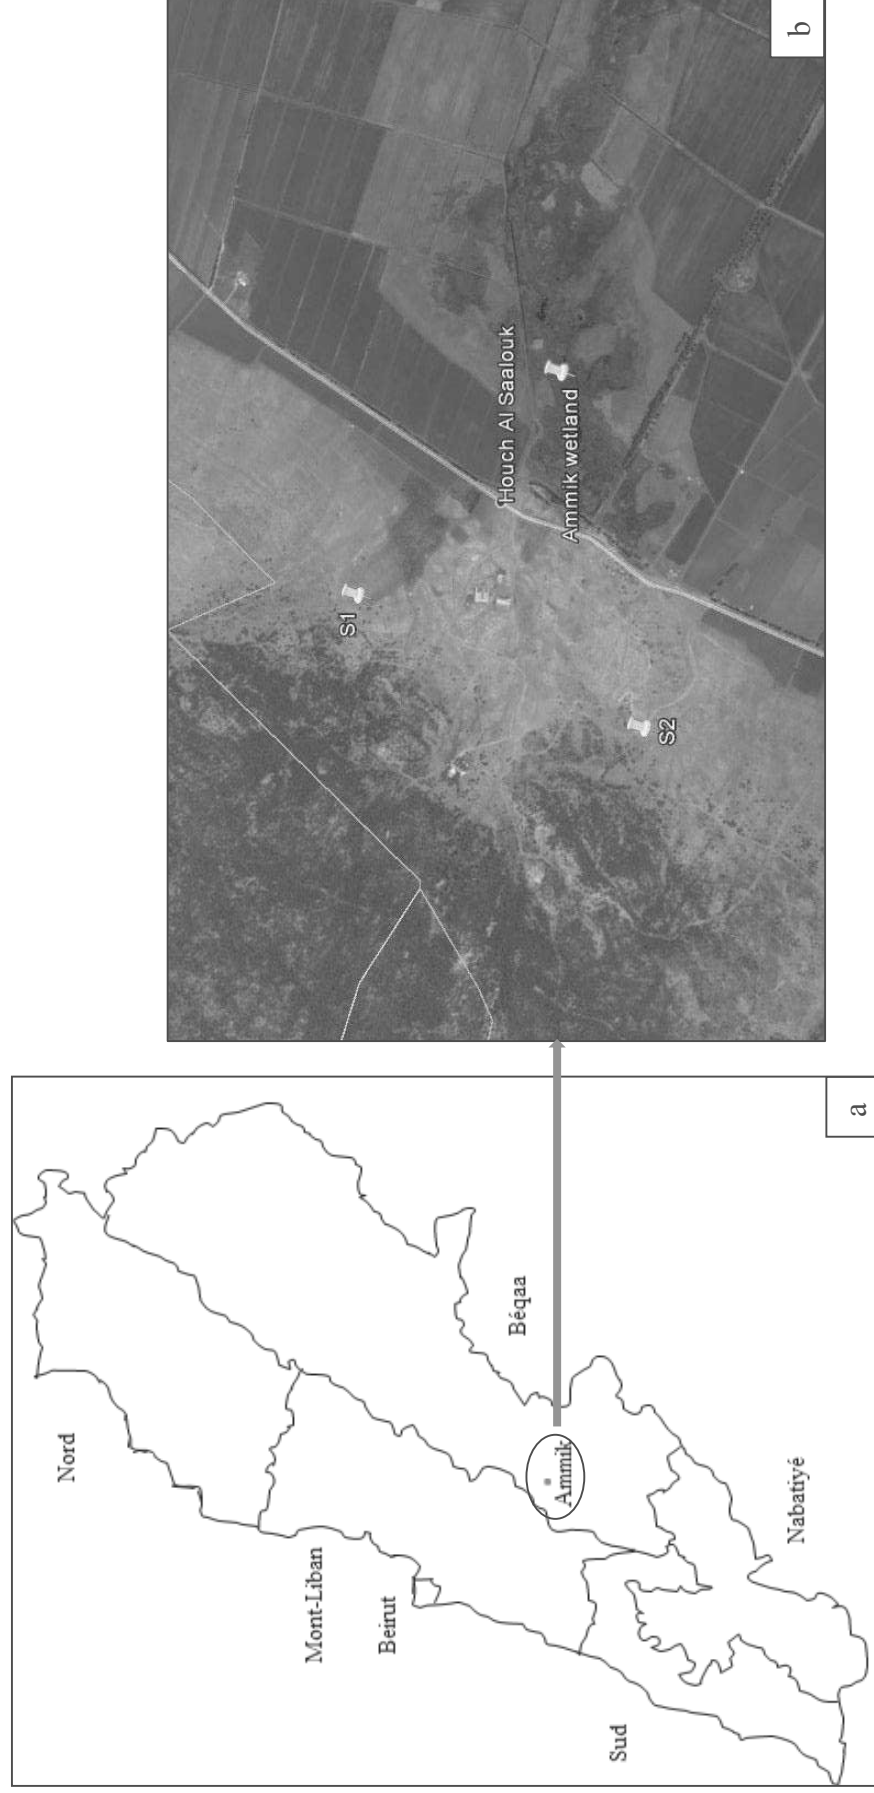 Nord
Mont-Liban
Beirut
Béqaa
Ammik
Sud
Nabatiyé
a
S1
Houch Al Saalouk
Ammik wetland
S2
b